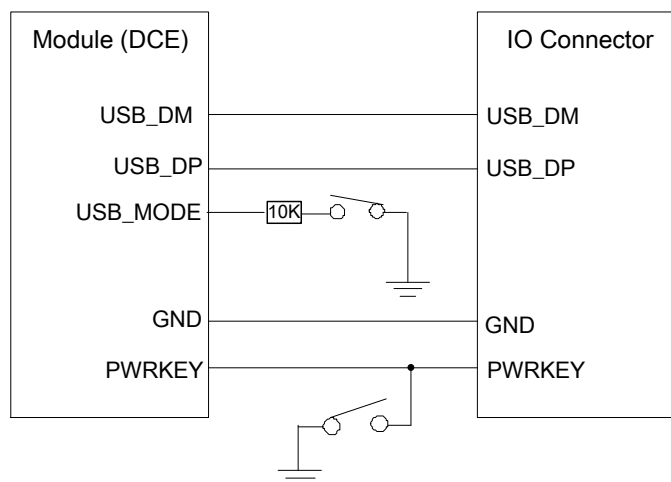 Module (DCE) IO Connector
USB_DM USB_DM
USB_DP USB_DP
USB_MODE 10K
GND GND
PWRKEY PWRKEY